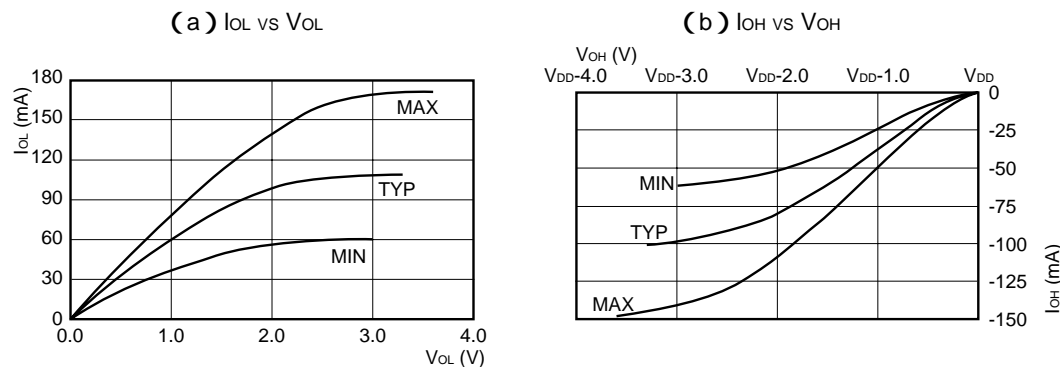 (a) IOL VS VOL
IOL (mA)
180
150
120
90
60
30
0
0.0 1.0 2.0 3.0 4.0
VOL (V)
MAX
TYP
MIN
(b) IOH VS VOH
VOH (V)
VDD-4.0 VDD-3.0 VDD-2.0 VDD-1.0 VDD
0
-25
-50
-75
-100
-125
-150
IOH (mA)
MIN
TYP
MAX